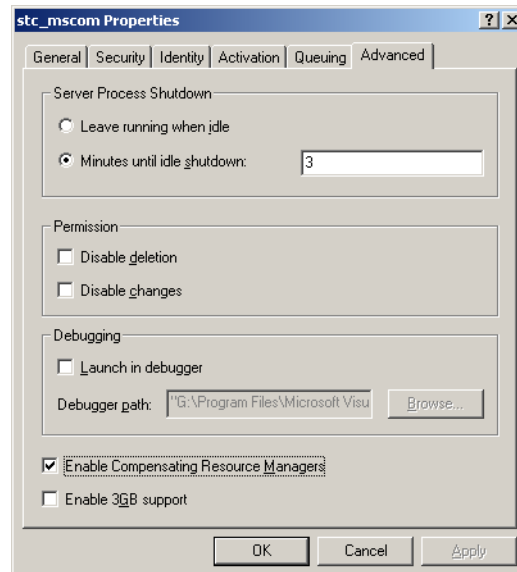 stc_mscom Properties
General Security Identity Activation Queuing Advanced
Server Process Shutdown
Leave running when idle
Minutes until idle shutdown: 3
Permission
Disable deletion
Disable changes
Debugging
Launch in debugger
Debugger path: "G:\Program Files\Microsoft Visu Browse...
Enable Compensating Resource Managers
Enable 3GB support
OK Cancel Apply